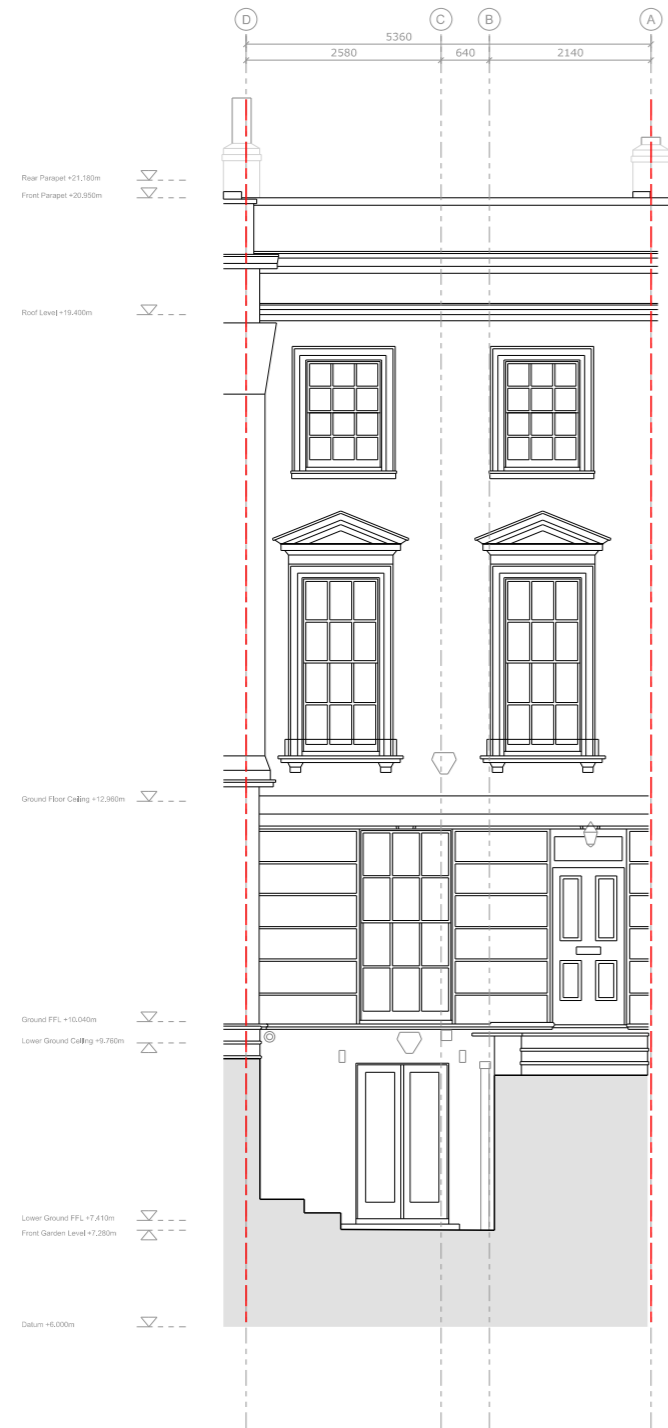 D
C
B
A
5360
2580
640
2140
Rear Parapet +21.180m
Front Parapet +20.950m
Roof Level +19.400m
Ground Floor Ceiling +12.960m
Ground FFL +10.040m
Lower Ground Ceiling +9.760m
Lower Ground FFL +7.410m
Front Garden Level +7.280m
Datum +6.000m